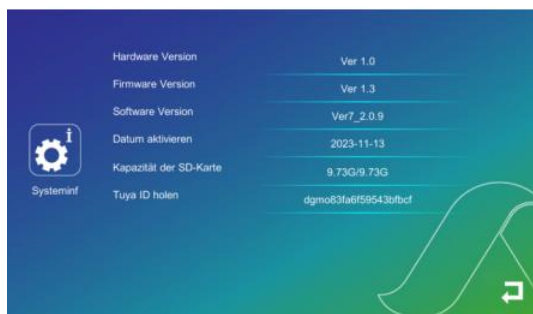 Hardware Version Ver 1.0
Firmware Version Ver 1.3
Software Version Ver7_2.0.9
Datum aktivieren 2023-11-13
Kapazität der SD-Karte 9.73G/9.73G
Tuya ID holen dgmo83fa6f59543bfbcf
Systeminf